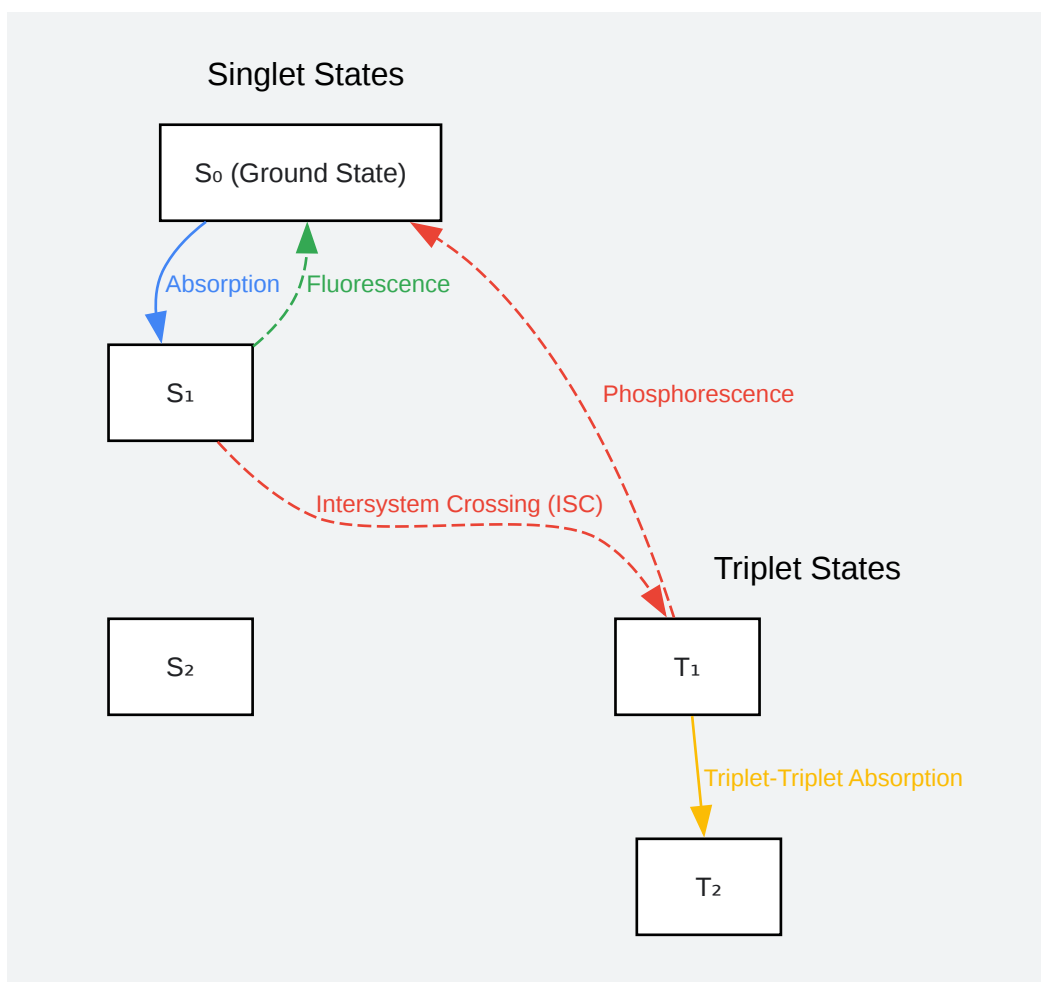 Singlet States
S₀ (Ground State)
Absorption
Fluorescence
S₁
Phosphorescence
Intersystem Crossing (ISC)
Triplet States
S₂
T₁
Triplet-Triplet Absorption
T₂